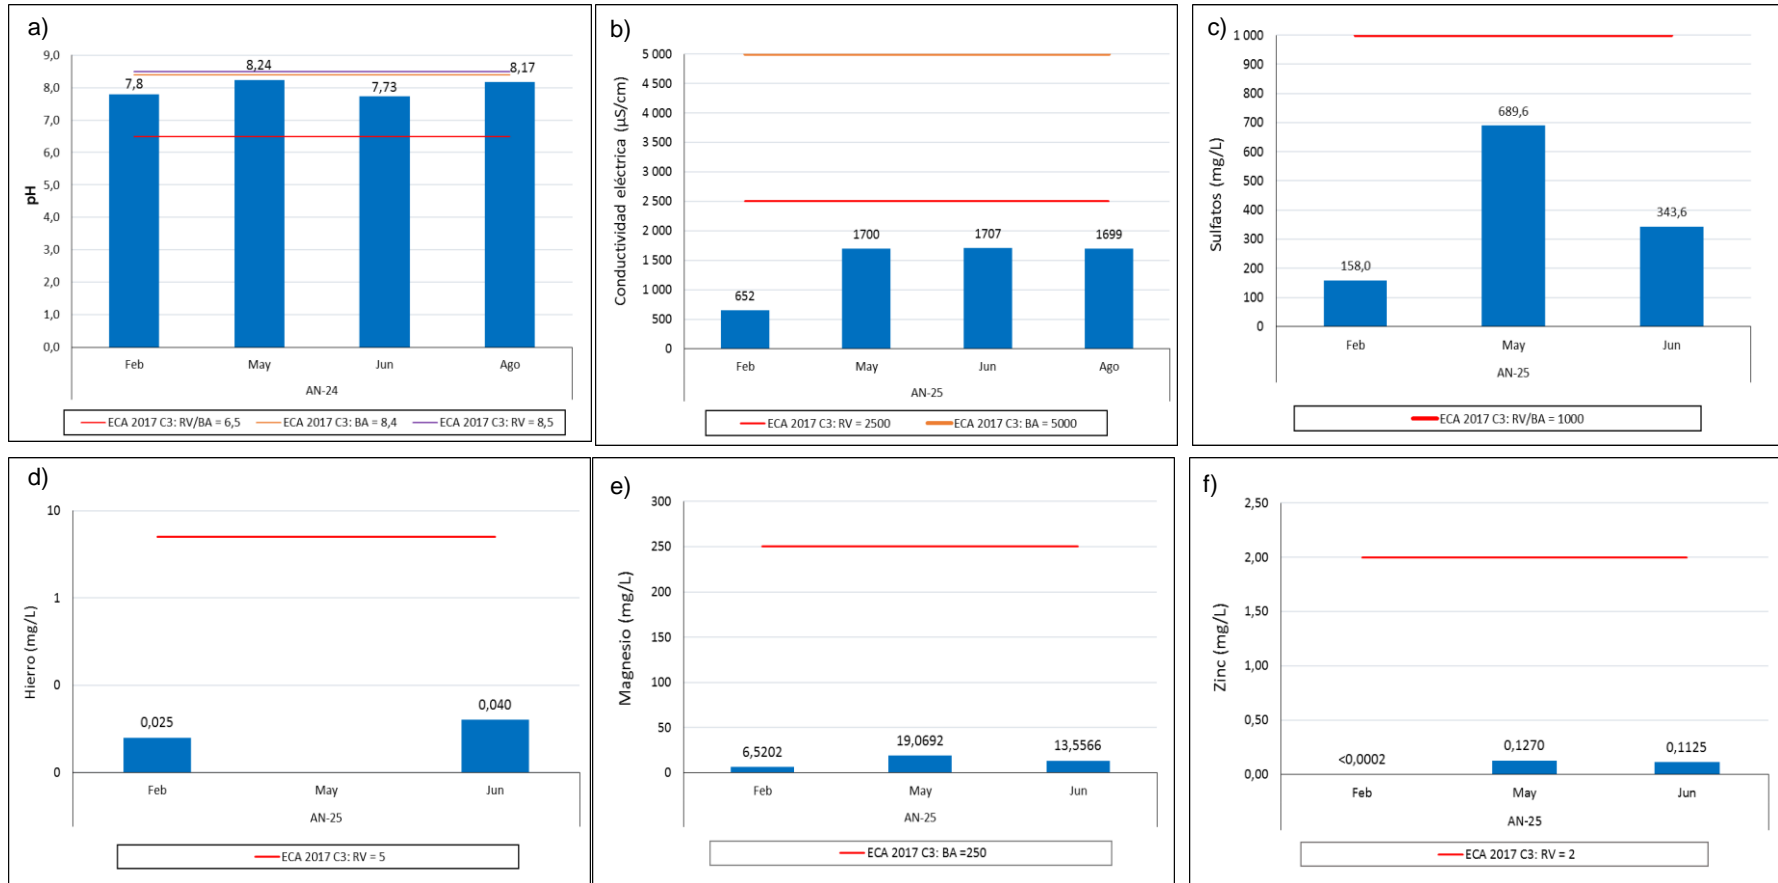 a)
9,0
8,0
7,0
6,0
5,0
4,0
3,0
2,0
1,0
0,0
pH
7,8
8,24
7,73
8,17
Feb May Jun Ago
AN-24
ECA 2017 C3: RV/BA = 6,5 ECA 2017 C3: BA = 8,4 ECA 2017 C3: RV = 8,5
b)
5 000
4 500
4 000
3 500
3 000
2 500
2 000
1 500
1 000
500
0
Conductividad eléctrica (µS/cm)
652
1700
1707
1699
Feb May Jun Ago
AN-25
ECA 2017 C3: RV = 2500 ECA 2017 C3: BA = 5000
c)
1 000
900
800
700
600
500
400
300
200
100
0
Sulfatos (mg/L)
158,0
689,6
343,6
Feb May Jun
AN-25
ECA 2017 C3: RV/BA = 1000
d)
10
1
0
0
Hierro (mg/L)
0,025
0,040
Feb May Jun
AN-25
ECA 2017 C3: RV = 5
e)
300
250
200
150
100
50
0
Magnesio (mg/L)
6,5202
19,0692
13,5566
Feb May Jun
AN-25
ECA 2017 C3: BA =250
f)
2,50
2,00
1,50
1,00
0,50
0,00
Zinc (mg/L)
<0,0002
0,1270
0,1125
Feb May Jun
AN-25
ECA 2017 C3: RV = 2